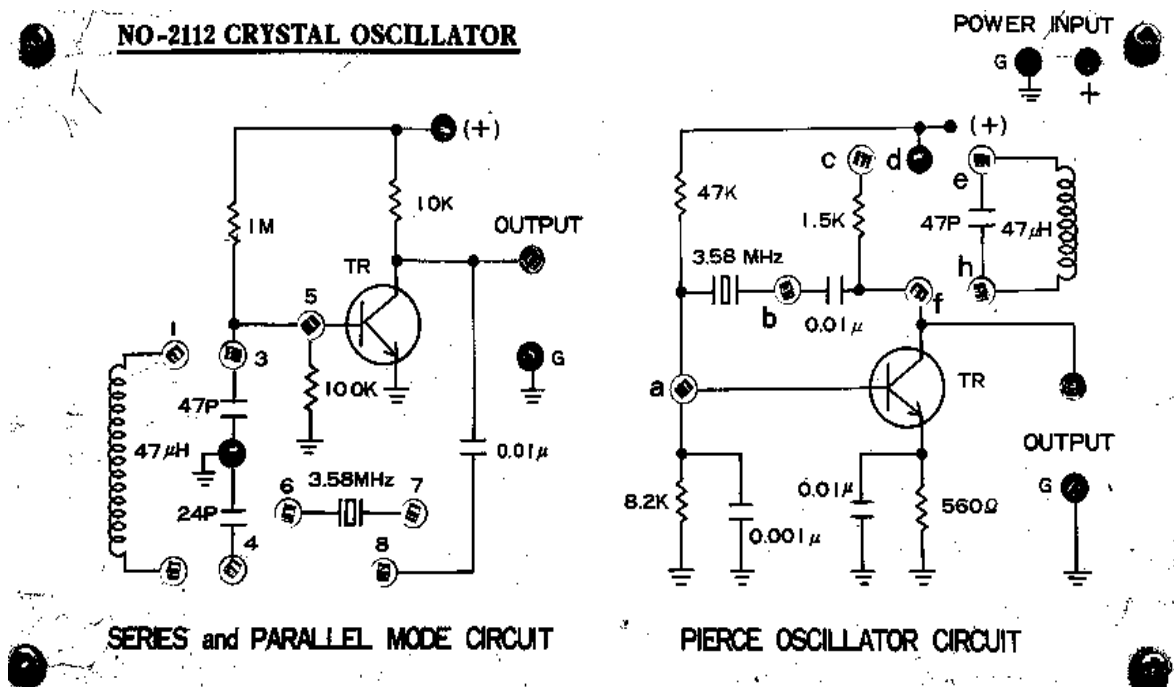 NO-2112 CRYSTAL OSCILLATOR
POWER INPUT
G
+
(+)
1M
10K
OUTPUT
TR
5
1
3
100K
G
47P
47µH
24P
4
6
3.58MHz
7
8
0.01µ
SERIES and PARALLEL MODE CIRCUIT
(+)
c
d
e
47K
1.5K
47P
47µH
3.58 MHz
h
b
0.01µ
f
a
TR
OUTPUT
8.2K
0.001µ
0.01µ
560Ω
G
PIERCE OSCILLATOR CIRCUIT